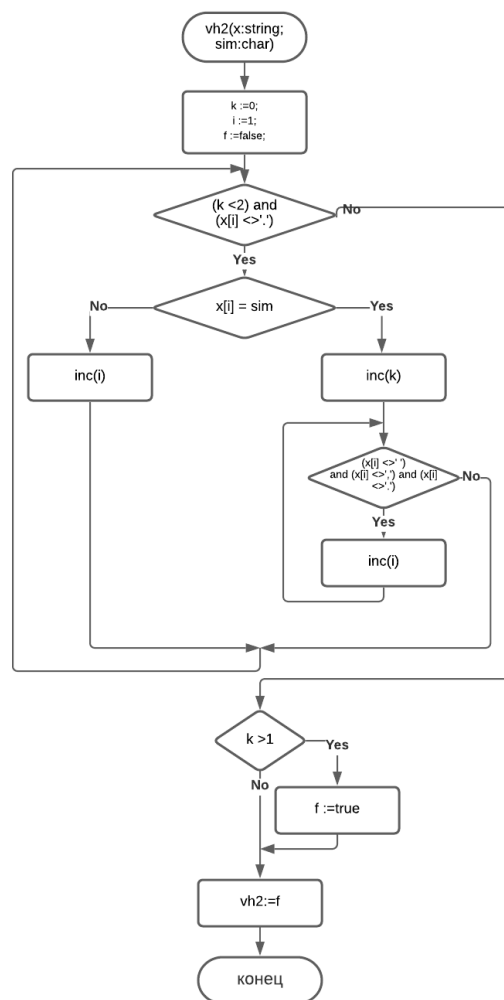 vh2(x:string;
sim:char)
k :=0;
i :=1;
f :=false;
(k <2) and
(x[i] <>'.')
No
Yes
x[i] = sim
No
Yes
inc(i)
inc(k)
(x[i] <>' ')
and (x[i] <>',') and (x[i]
<>'.')
No
Yes
inc(i)
k >1
Yes
No
f :=true
vh2:=f
конец